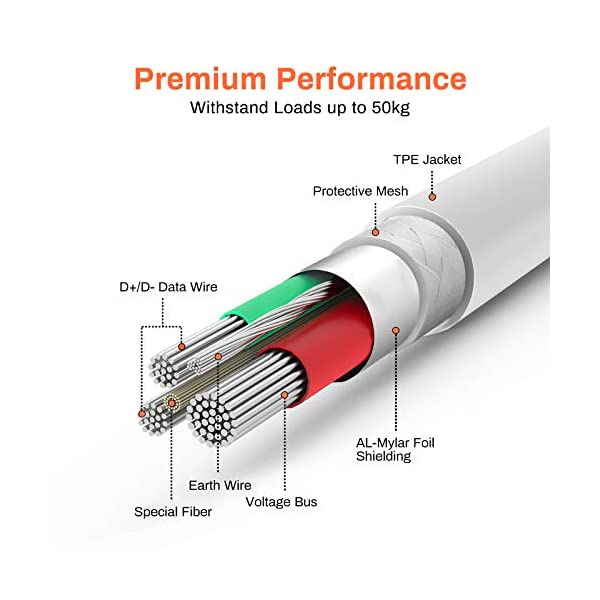 Premium Performance
Withstand Loads up to 50kg
TPE Jacket
Protective Mesh
D+/D- Data Wire
AL-Mylar Foil
Shielding
Earth Wire
Voltage Bus
Special Fiber